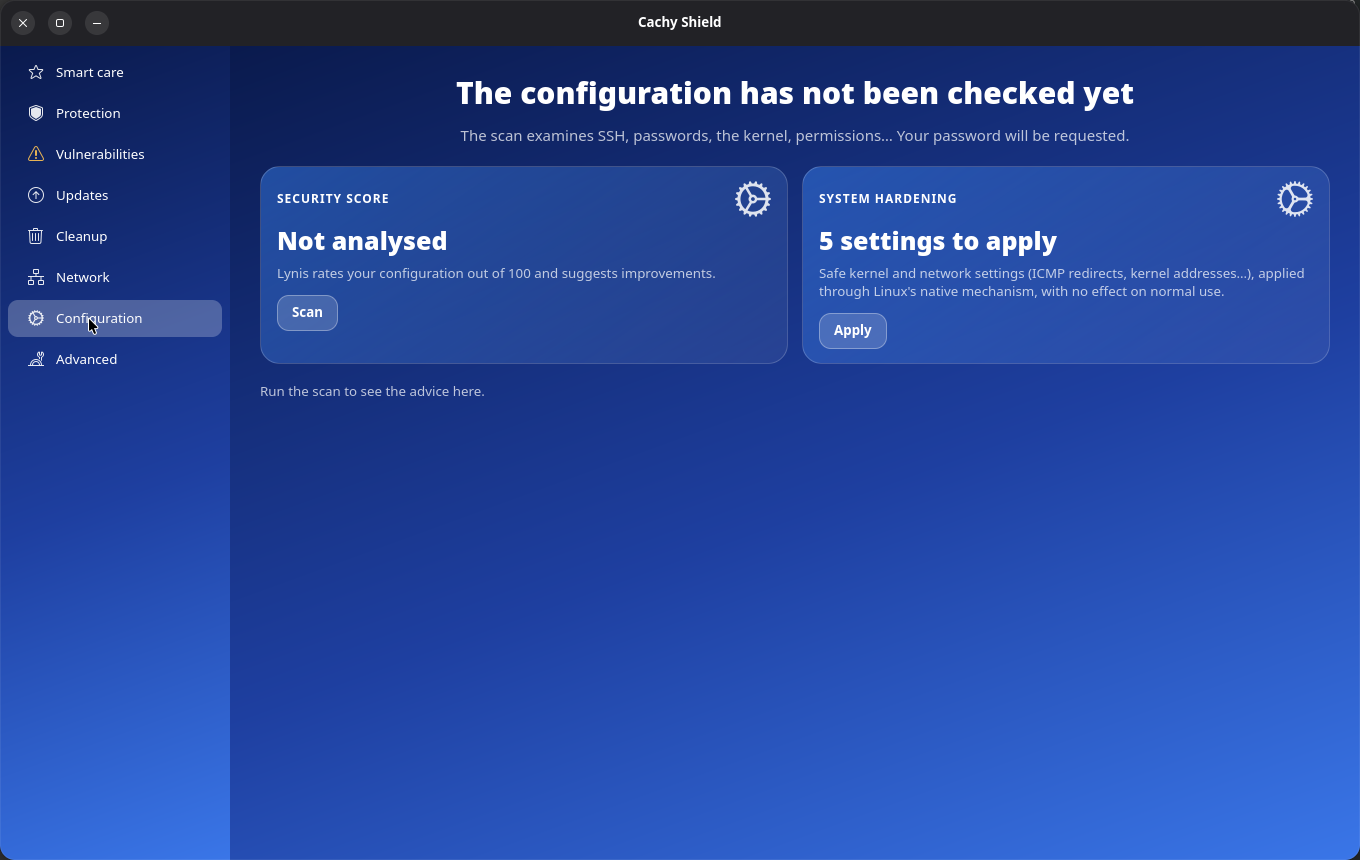 Cachy Shield
Smart care
Protection
Vulnerabilities
Updates
Cleanup
Network
Configuration
Advanced
The configuration has not been checked yet
The scan examines SSH, passwords, the kernel, permissions... Your password will be requested.
SECURITY SCORE
Not analysed
Lynis rates your configuration out of 100 and suggests improvements.
Scan
SYSTEM HARDENING
5 settings to apply
Safe kernel and network settings (ICMP redirects, kernel addresses...), applied
through Linux's native mechanism, with no effect on normal use.
Apply
Run the scan to see the advice here.